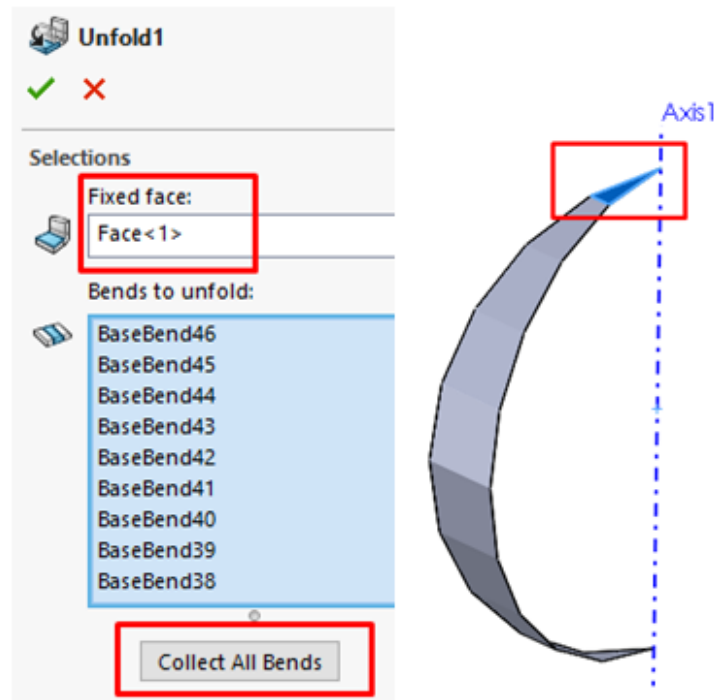 Unfold1
Axis1
Selections
Fixed face:
Face<1>
Bends to unfold:
BaseBend46
BaseBend45
BaseBend44
BaseBend43
BaseBend42
BaseBend41
BaseBend40
BaseBend39
BaseBend38
Collect All Bends